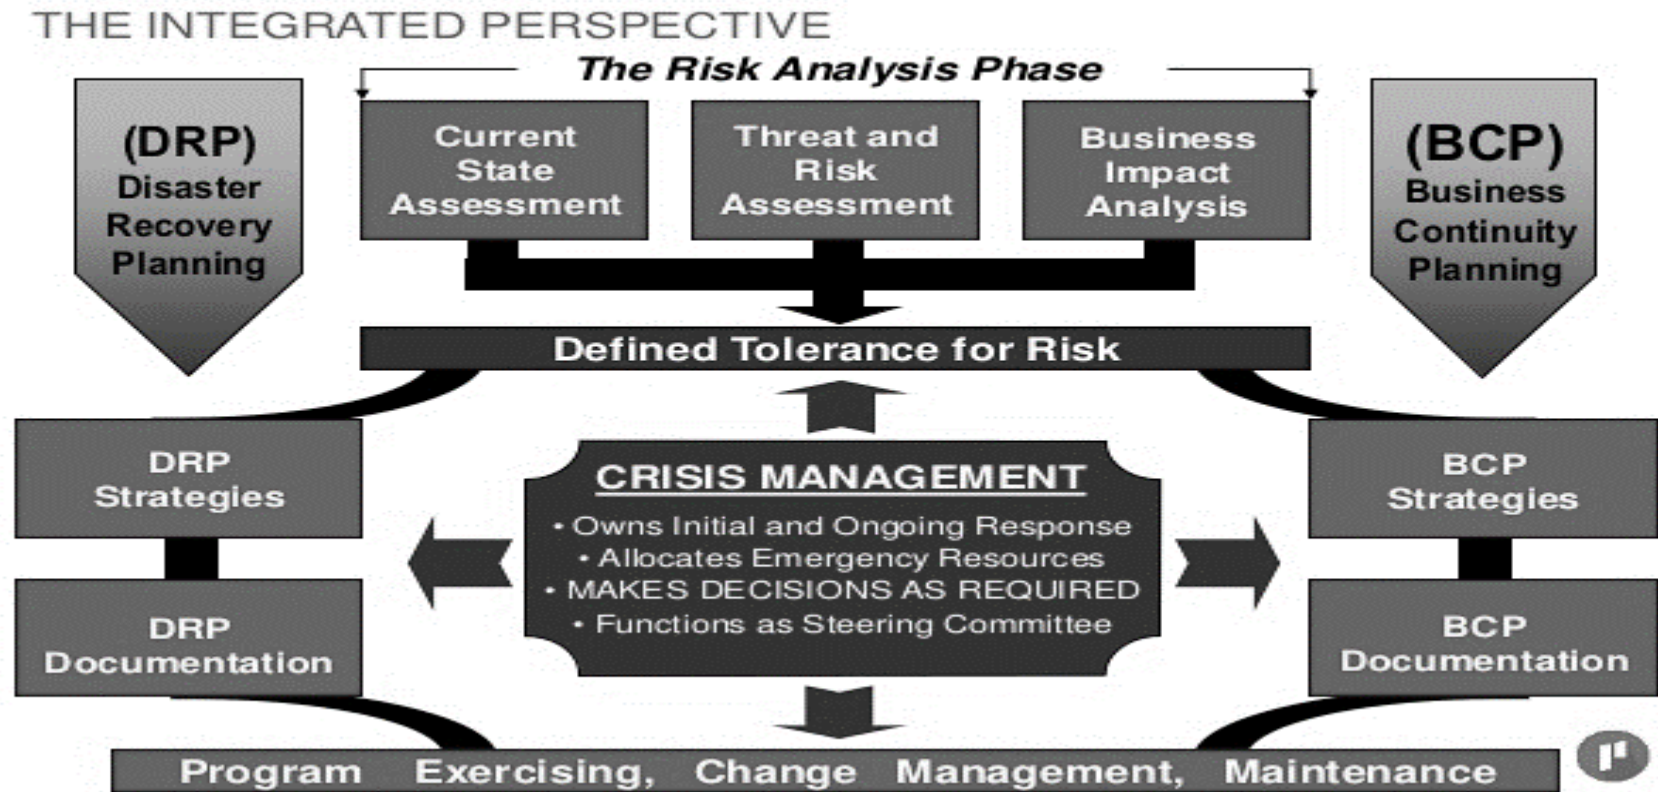 THE INTEGRATED PERSPECTIVE
The Risk Analysis Phase
(DRP)
Disaster
Recovery
Planning
Current
State
Assessment
Threat and
Risk
Assessment
Business
Impact
Analysis
(BCP)
Business
Continuity
Planning
Defined Tolerance for Risk
DRP
Strategies
DRP
Documentation
CRISIS MANAGEMENT
• Owns Initial and Ongoing Response
• Allocates Emergency Resources
• MAKES DECISIONS AS REQUIRED
• Functions as Steering Committee
BCP
Strategies
BCP
Documentation
Program Exercising, Change Management, Maintenance